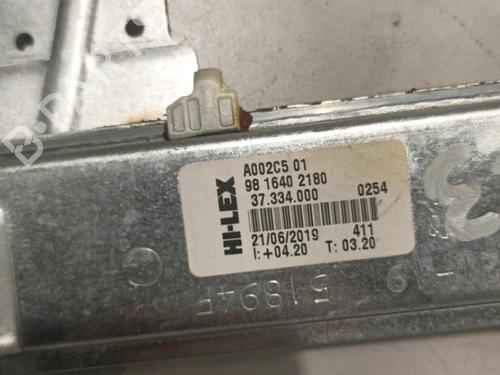 HI-LEX
A002C5 01
98 1640 2180
37.334.000 0254
21/06/2019 411
I:+04.20 T: 03.20
51894F